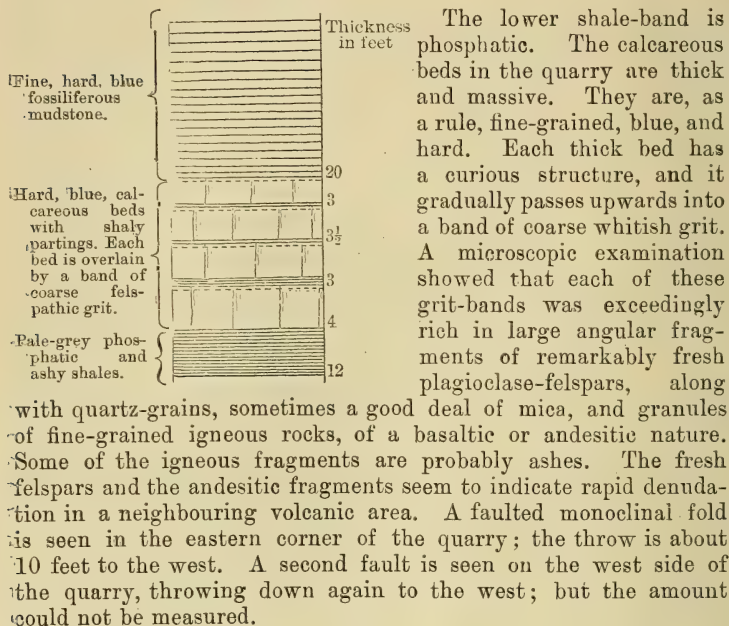 Thickness
in feet
Fine, hard, blue
fossiliferous
mudstone.
20
Hard, blue, cal-
careous beds
with shaly
partings. Each
bed is overlain
by a band of
coarse fels-
pathic grit.
3
3½
3
4
Pale-grey phos-
phatic and
ashy shales.
12
The lower shale-band is
phosphatic. The calcareous
beds in the quarry are thick
and massive. They are, as
a rule, fine-grained, blue, and
hard. Each thick bed has
a curious structure, and it
gradually passes upwards into
a band of coarse whitish grit.
A microscopic examination
showed that each of these
grit-bands was exceedingly
rich in large angular frag-
ments of remarkably fresh
plagioclase-felspars, along
with quartz-grains, sometimes a good deal of mica, and granules
of fine-grained igneous rocks, of a basaltic or andesitic nature.
Some of the igneous fragments are probably ashes. The fresh
felspars and the andesitic fragments seem to indicate rapid denuda-
tion in a neighbouring volcanic area. A faulted monoclinal fold
is seen in the eastern corner of the quarry; the throw is about
10 feet to the west. A second fault is seen on the west side of
the quarry, throwing down again to the west; but the amount
could not be measured.